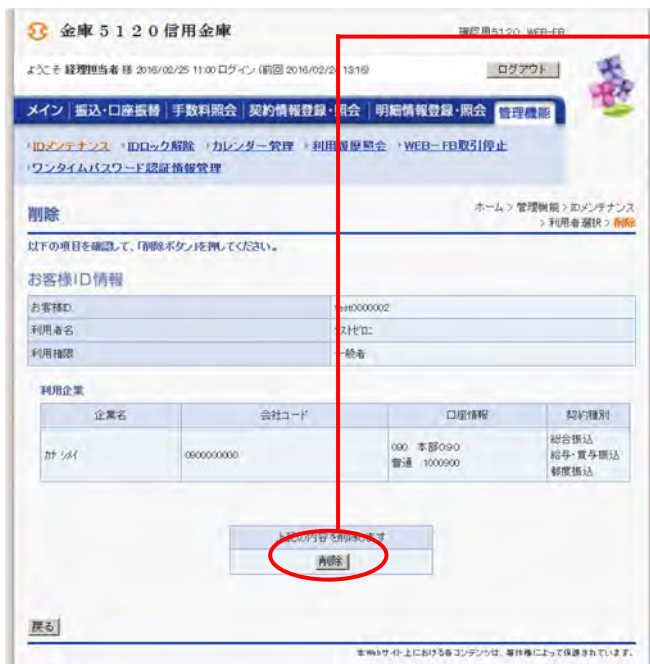 金庫5120信用金庫
確認用5120 WEB-FB
ようこそ 経理担当者 様 2016/02/25 11:00 ログイン (前回 2016/02/2 13:16)
ログアウト
メイン 振込・口座振替 手数料照会 契約情報登録・照会 明細情報登録・照会 管理機能
IDメンテナンス IDロック解除 カレンダー管理 利用履歴照会 WEB-FB取引停止
ワンタイムパスワード認証情報管理
削除
ホーム > 管理機能 > IDメンテナンス
> 利用者選択 > 削除
以下の項目を確認して、「削除ボタン」を押してください。
お客様ID情報
お客様ID test0000002
利用者名
利用権限 一般者
利用企業
企業名 会社コード 口座情報 契約種別
0900000000 090 本部090 総合振込
普通 1000900 給与・賞与振込
都度振込
上記の内容を削除します
削除
戻る
本Webサイト上における各コンテンツは、著作権によって保護されています。